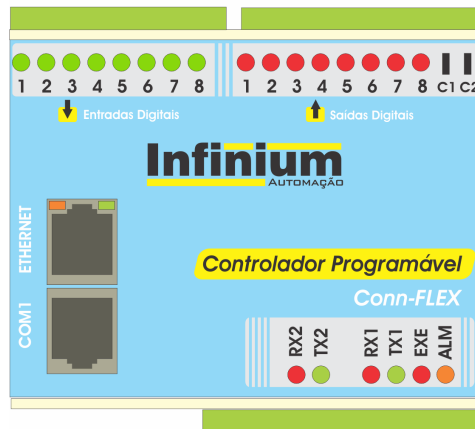 1 2 3 4 5 6 7 8
1 2 3 4 5 6 7 8 C1 C2
Entradas Digitais
Saídas Digitais
Infinium
AUTOMAÇÃO
ETHERNET
COM1
Controlador Programável
Conn-FLEX
RX2 TX2 RX1 TX1 EXE ALM